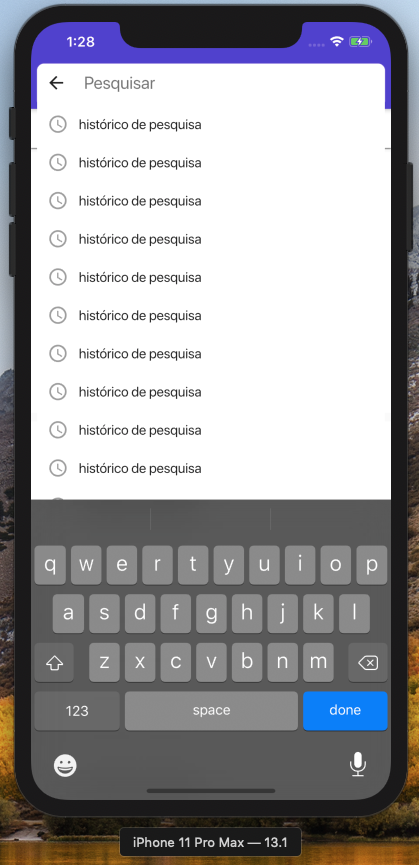 1:28
Pesquisar
histórico de pesquisa
histórico de pesquisa
histórico de pesquisa
histórico de pesquisa
histórico de pesquisa
histórico de pesquisa
histórico de pesquisa
histórico de pesquisa
histórico de pesquisa
histórico de pesquisa
q w e r t y u i o p
a s d f g h j k l
z x c v b n m
123 space done
iPhone 11 Pro Max — 13.1